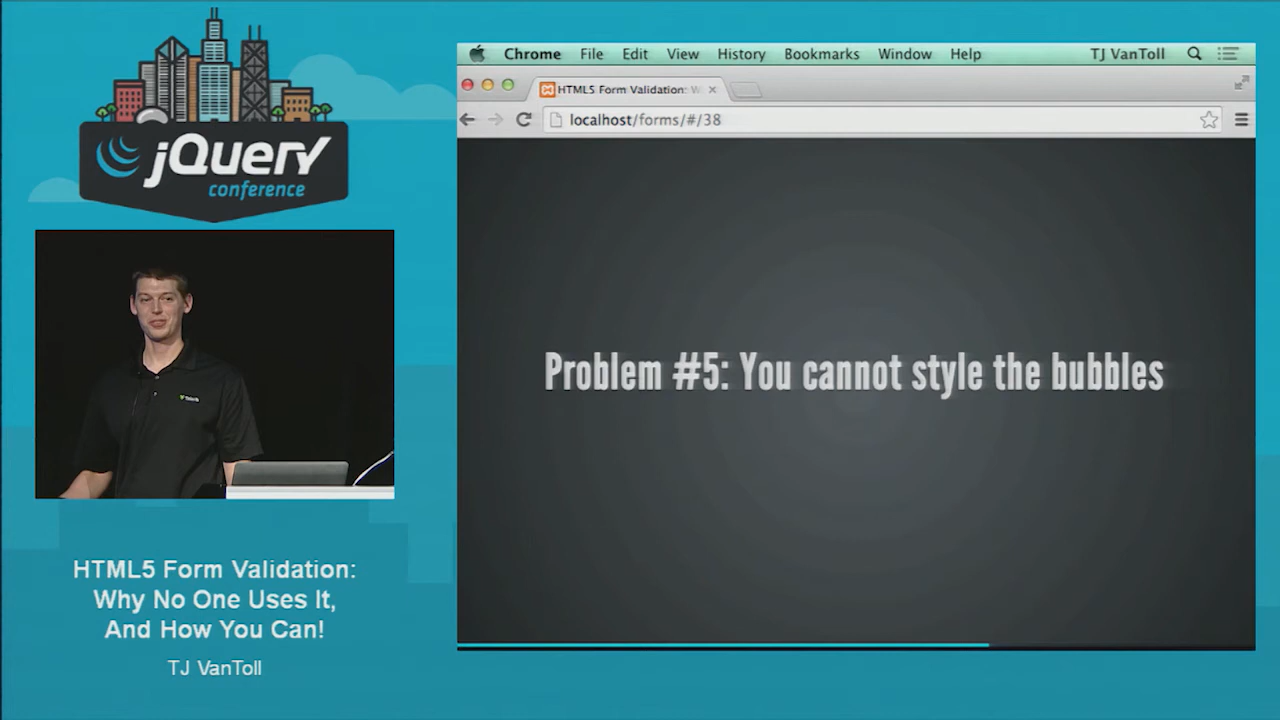 jQuery
conference
HTML5 Form Validation:
Why No One Uses It,
And How You Can!
TJ VanToll
Chrome File Edit View History Bookmarks Window Help TJ VanToll
HTML5 Form Validation: W
localhost/forms/#/38
Problem #5: You cannot style the bubbles